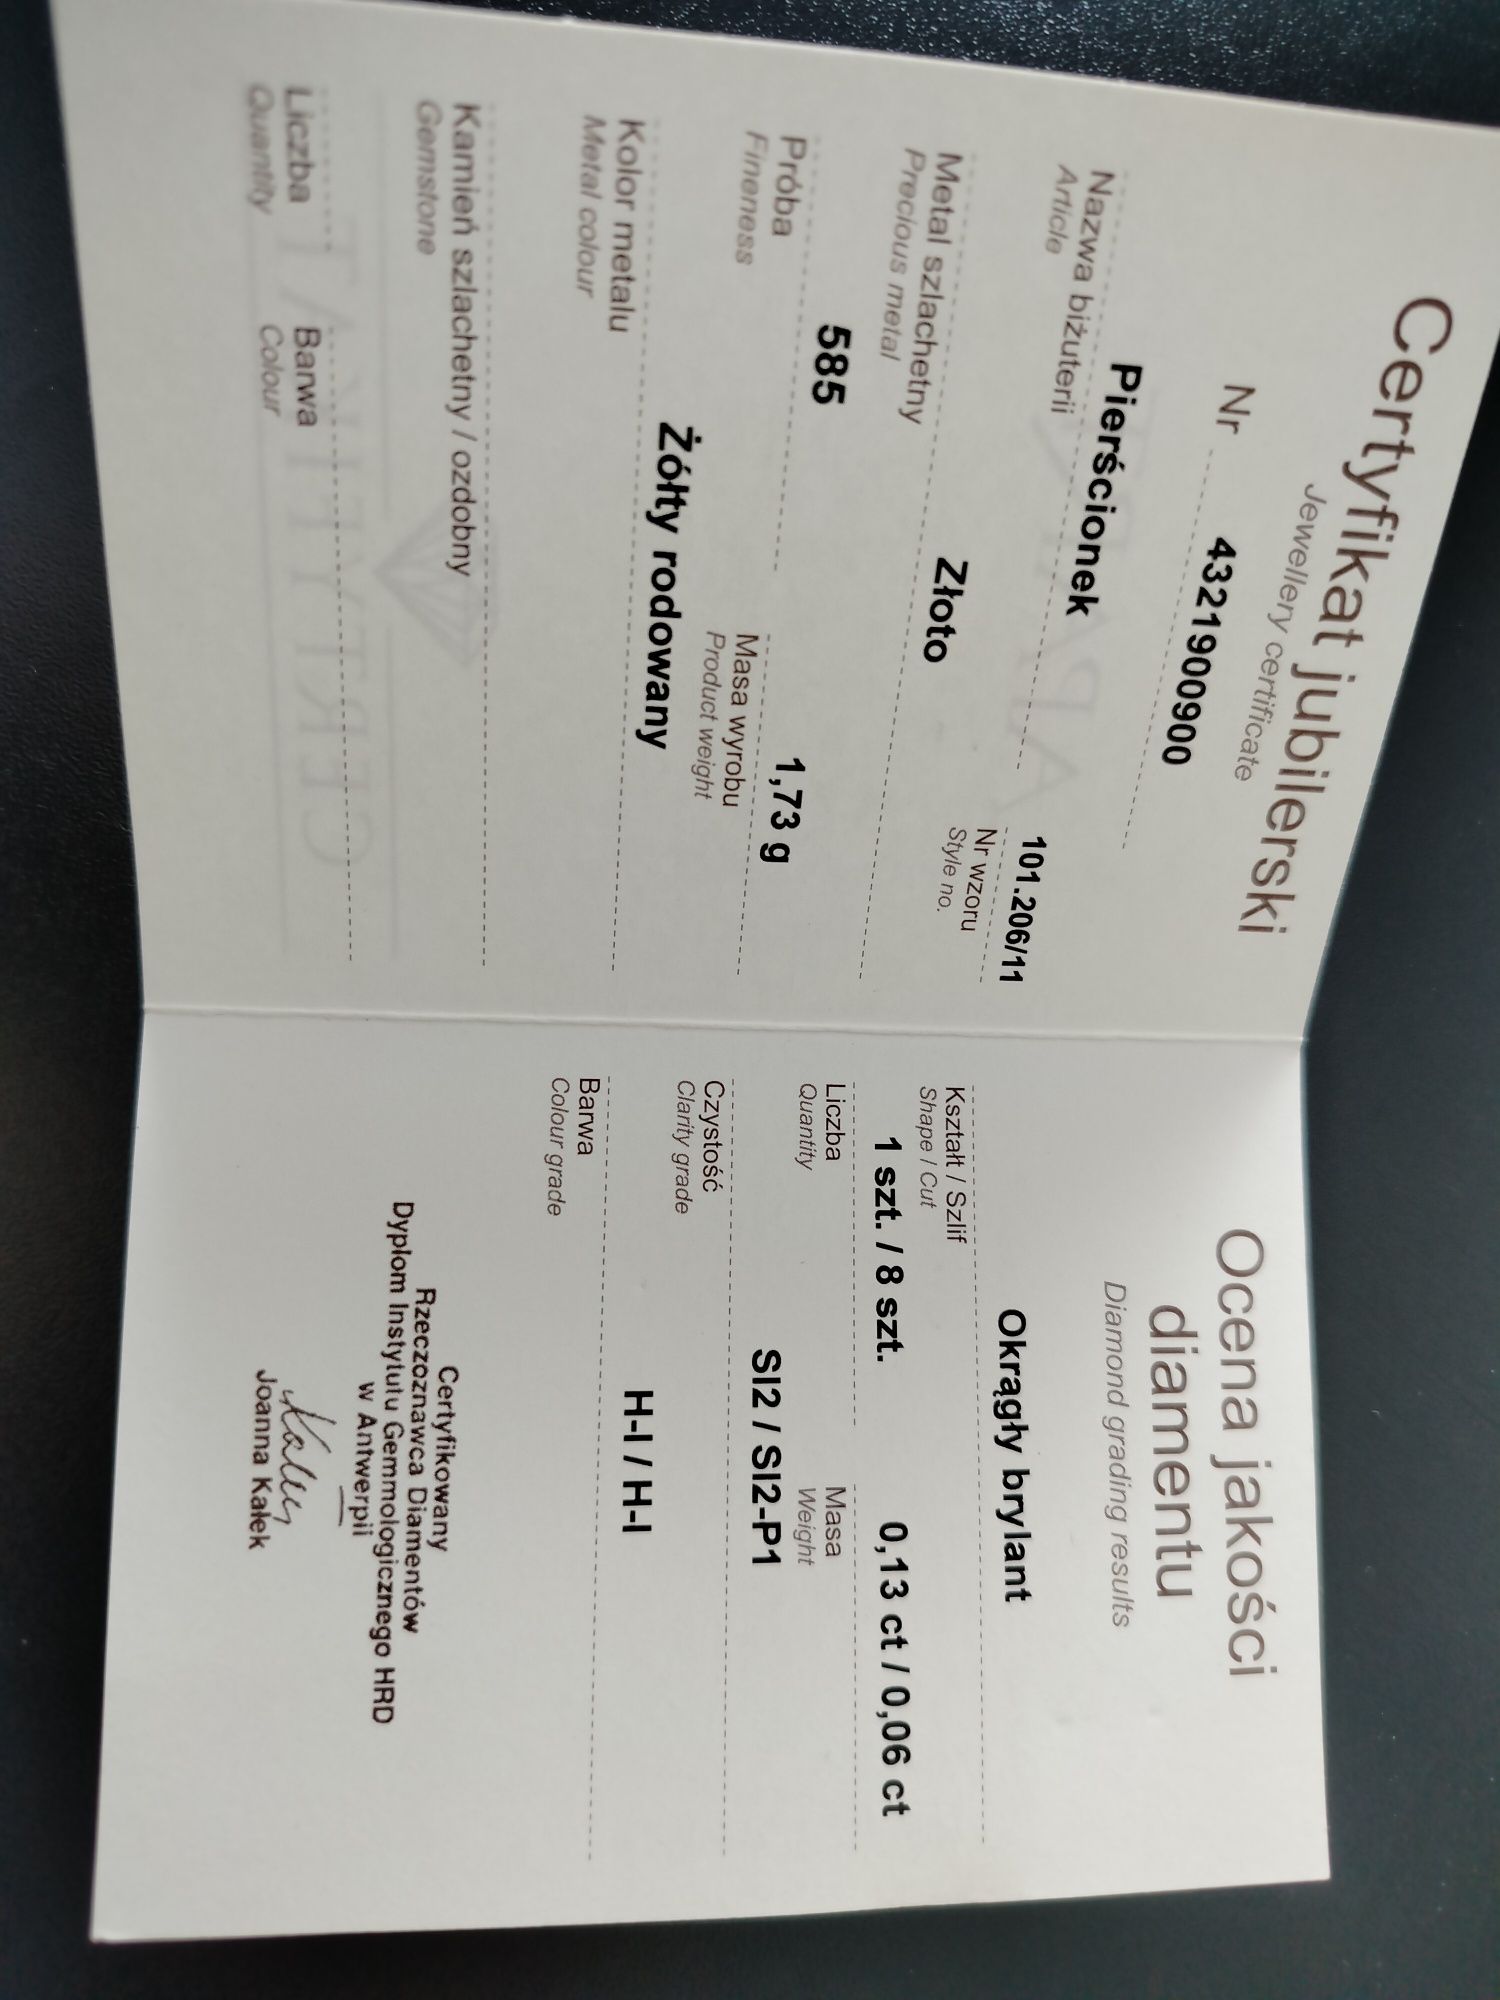 Certyfikat jubilerski
Jewellery certificate
Nr 4321900900
Pierścionek
101.206/11
Nazwa biżuterii
Article
Nr wzoru
Style no.
Złoto
Metal szlachetny
Precious metal
585
1,73 g
Próba
Fineness
Masa wyrobu
Product weight
Żółty rodowany
Kolor metalu
Metal colour
Kamień szlachetny / ozdobny
Gemstone
Liczba
Quantity
Barwa
Colour
Ocena jakości
diamentu
Diamond grading results
Okrągły brylant
Kształt / Szlif
Shape / Cut
1 szt. / 8 szt.
0,13 ct / 0,06 ct
Liczba
Quantity
Masa
Weight
SI2 / SI2-P1
Czystość
Clarity grade
H-I / H-I
Barwa
Colour grade
Certyfikowany
Rzeczoznawca Diamentów
Dyplom Instytutu Gemmologicznego HRD
w Antwerpii
Joanna Kałek